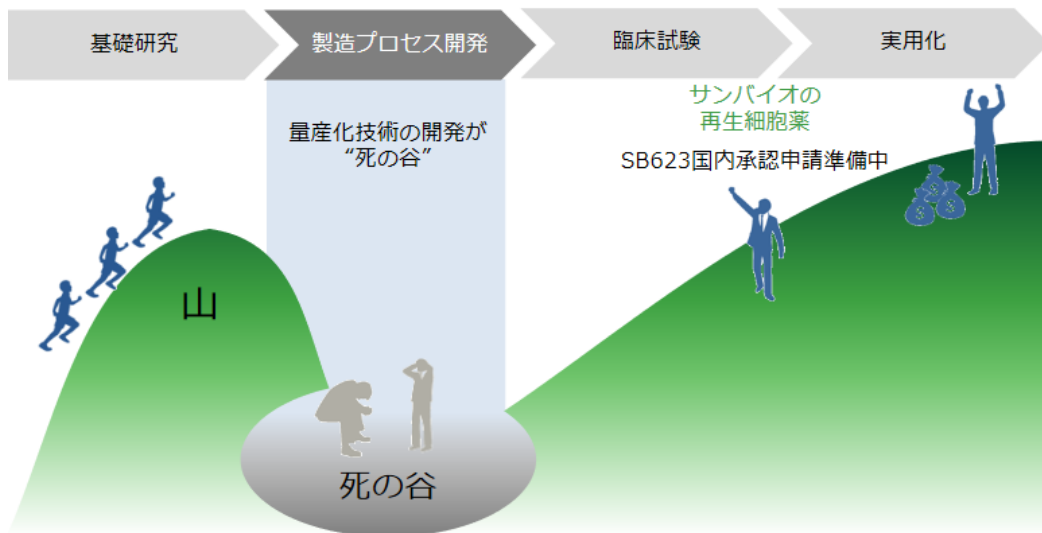 基礎研究
製造プロセス開発
臨床試験
実用化
量産化技術の開発が
“死の谷”
サンバイオの
再生細胞薬
SB623国内承認申請準備中
山
死の谷
$
$
$